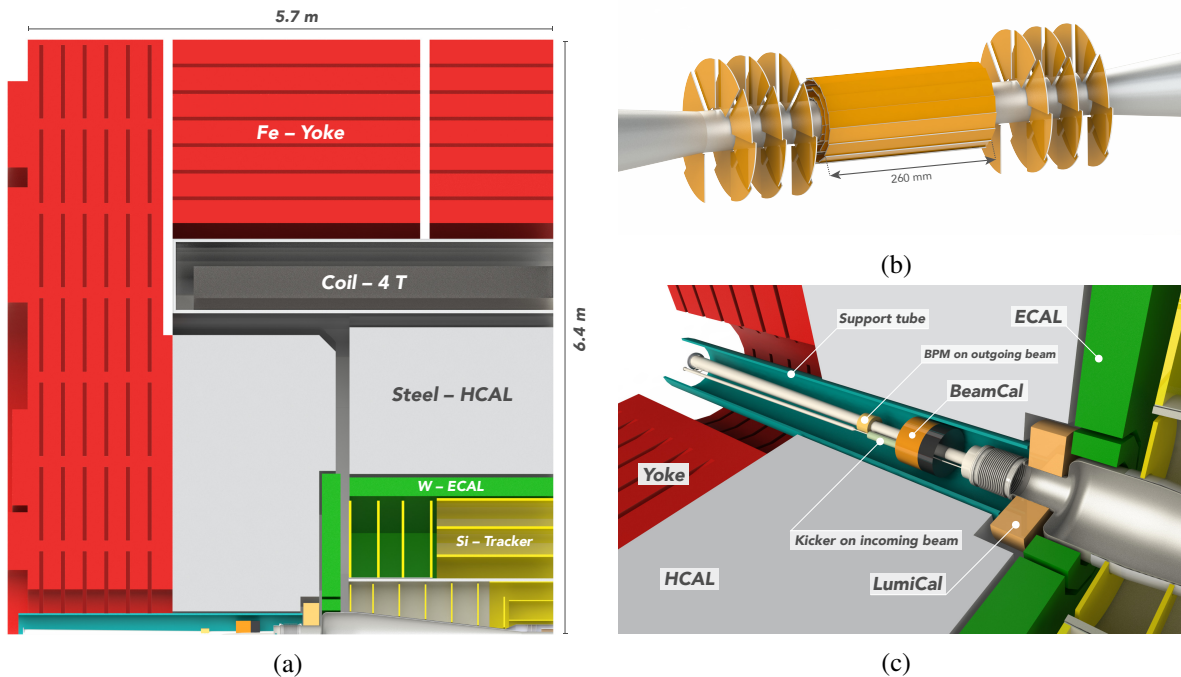 5.7 m
6.4 m
Fe – Yoke
Coil – 4 T
Steel – HCAL
W – ECAL
Si – Tracker
(a)
260 mm
(b)
Support tube
ECAL
BPM on outgoing beam
BeamCal
Yoke
Kicker on incoming beam
HCAL
LumiCal
(c)